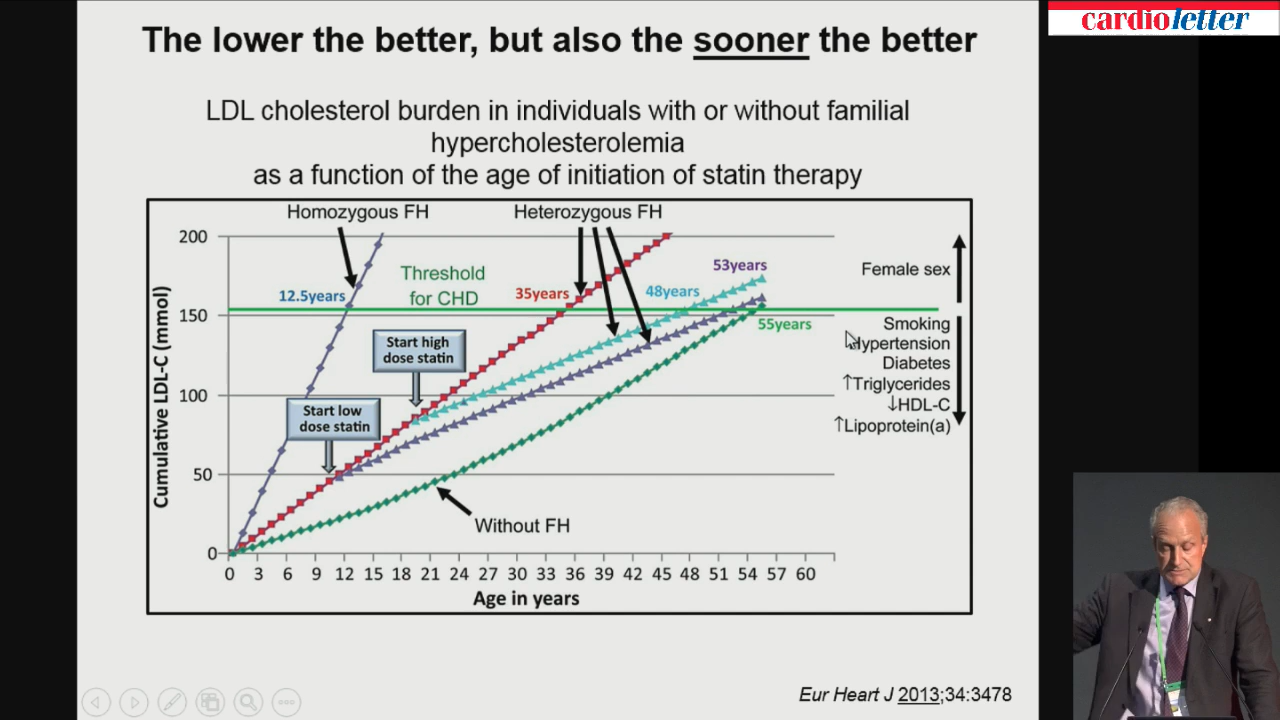 cardioletter
The lower the better, but also the sooner the better
LDL cholesterol burden in individuals with or without familial
hypercholesterolemia
as a function of the age of initiation of statin therapy
Homozygous FH
Heterozygous FH
200
150
100
50
0
Cumulative LDL-C (mmol)
12.5years
Threshold
for CHD
35years
48years
53years
55years
Start high
dose statin
Start low
dose statin
Without FH
Female sex
Smoking
Hypertension
Diabetes
↑Triglycerides
↓HDL-C
↑Lipoprotein(a)
0 3 6 9 12 15 18 21 24 27 30 33 36 39 42 45 48 51 54 57 60
Age in years
Eur Heart J 2013;34:3478